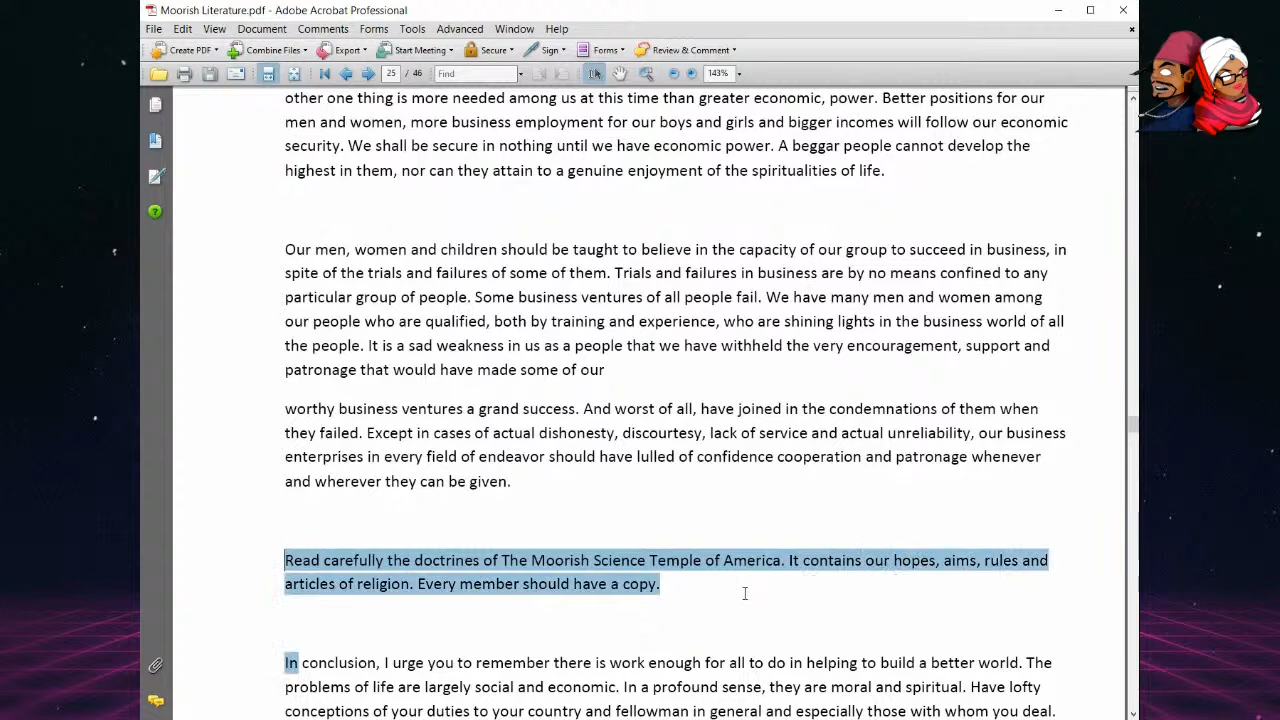 Moorish Literature.pdf - Adobe Acrobat Professional
File Edit View Document Comments Forms Tools Advanced Window Help
Create PDF Combine Files Export Start Meeting Secure Sign Forms Review & Comment
25 / 46 Find 143%
other one thing is more needed among us at this time than greater economic, power. Better positions for our
men and women, more business employment for our boys and girls and bigger incomes will follow our economic
security. We shall be secure in nothing until we have economic power. A beggar people cannot develop the
highest in them, nor can they attain to a genuine enjoyment of the spiritualities of life.
Our men, women and children should be taught to believe in the capacity of our group to succeed in business, in
spite of the trials and failures of some of them. Trials and failures in business are by no means confined to any
particular group of people. Some business ventures of all people fail. We have many men and women among
our people who are qualified, both by training and experience, who are shining lights in the business world of all
the people. It is a sad weakness in us as a people that we have withheld the very encouragement, support and
patronage that would have made some of our
worthy business ventures a grand success. And worst of all, have joined in the condemnations of them when
they failed. Except in cases of actual dishonesty, discourtesy, lack of service and actual unreliability, our business
enterprises in every field of endeavor should have lulled of confidence cooperation and patronage whenever
and wherever they can be given.
Read carefully the doctrines of The Moorish Science Temple of America. It contains our hopes, aims, rules and
articles of religion. Every member should have a copy.
In conclusion, I urge you to remember there is work enough for all to do in helping to build a better world. The
problems of life are largely social and economic. In a profound sense, they are moral and spiritual. Have lofty
conceptions of your duties to your country and fellowman in general and especially those with whom you deal.